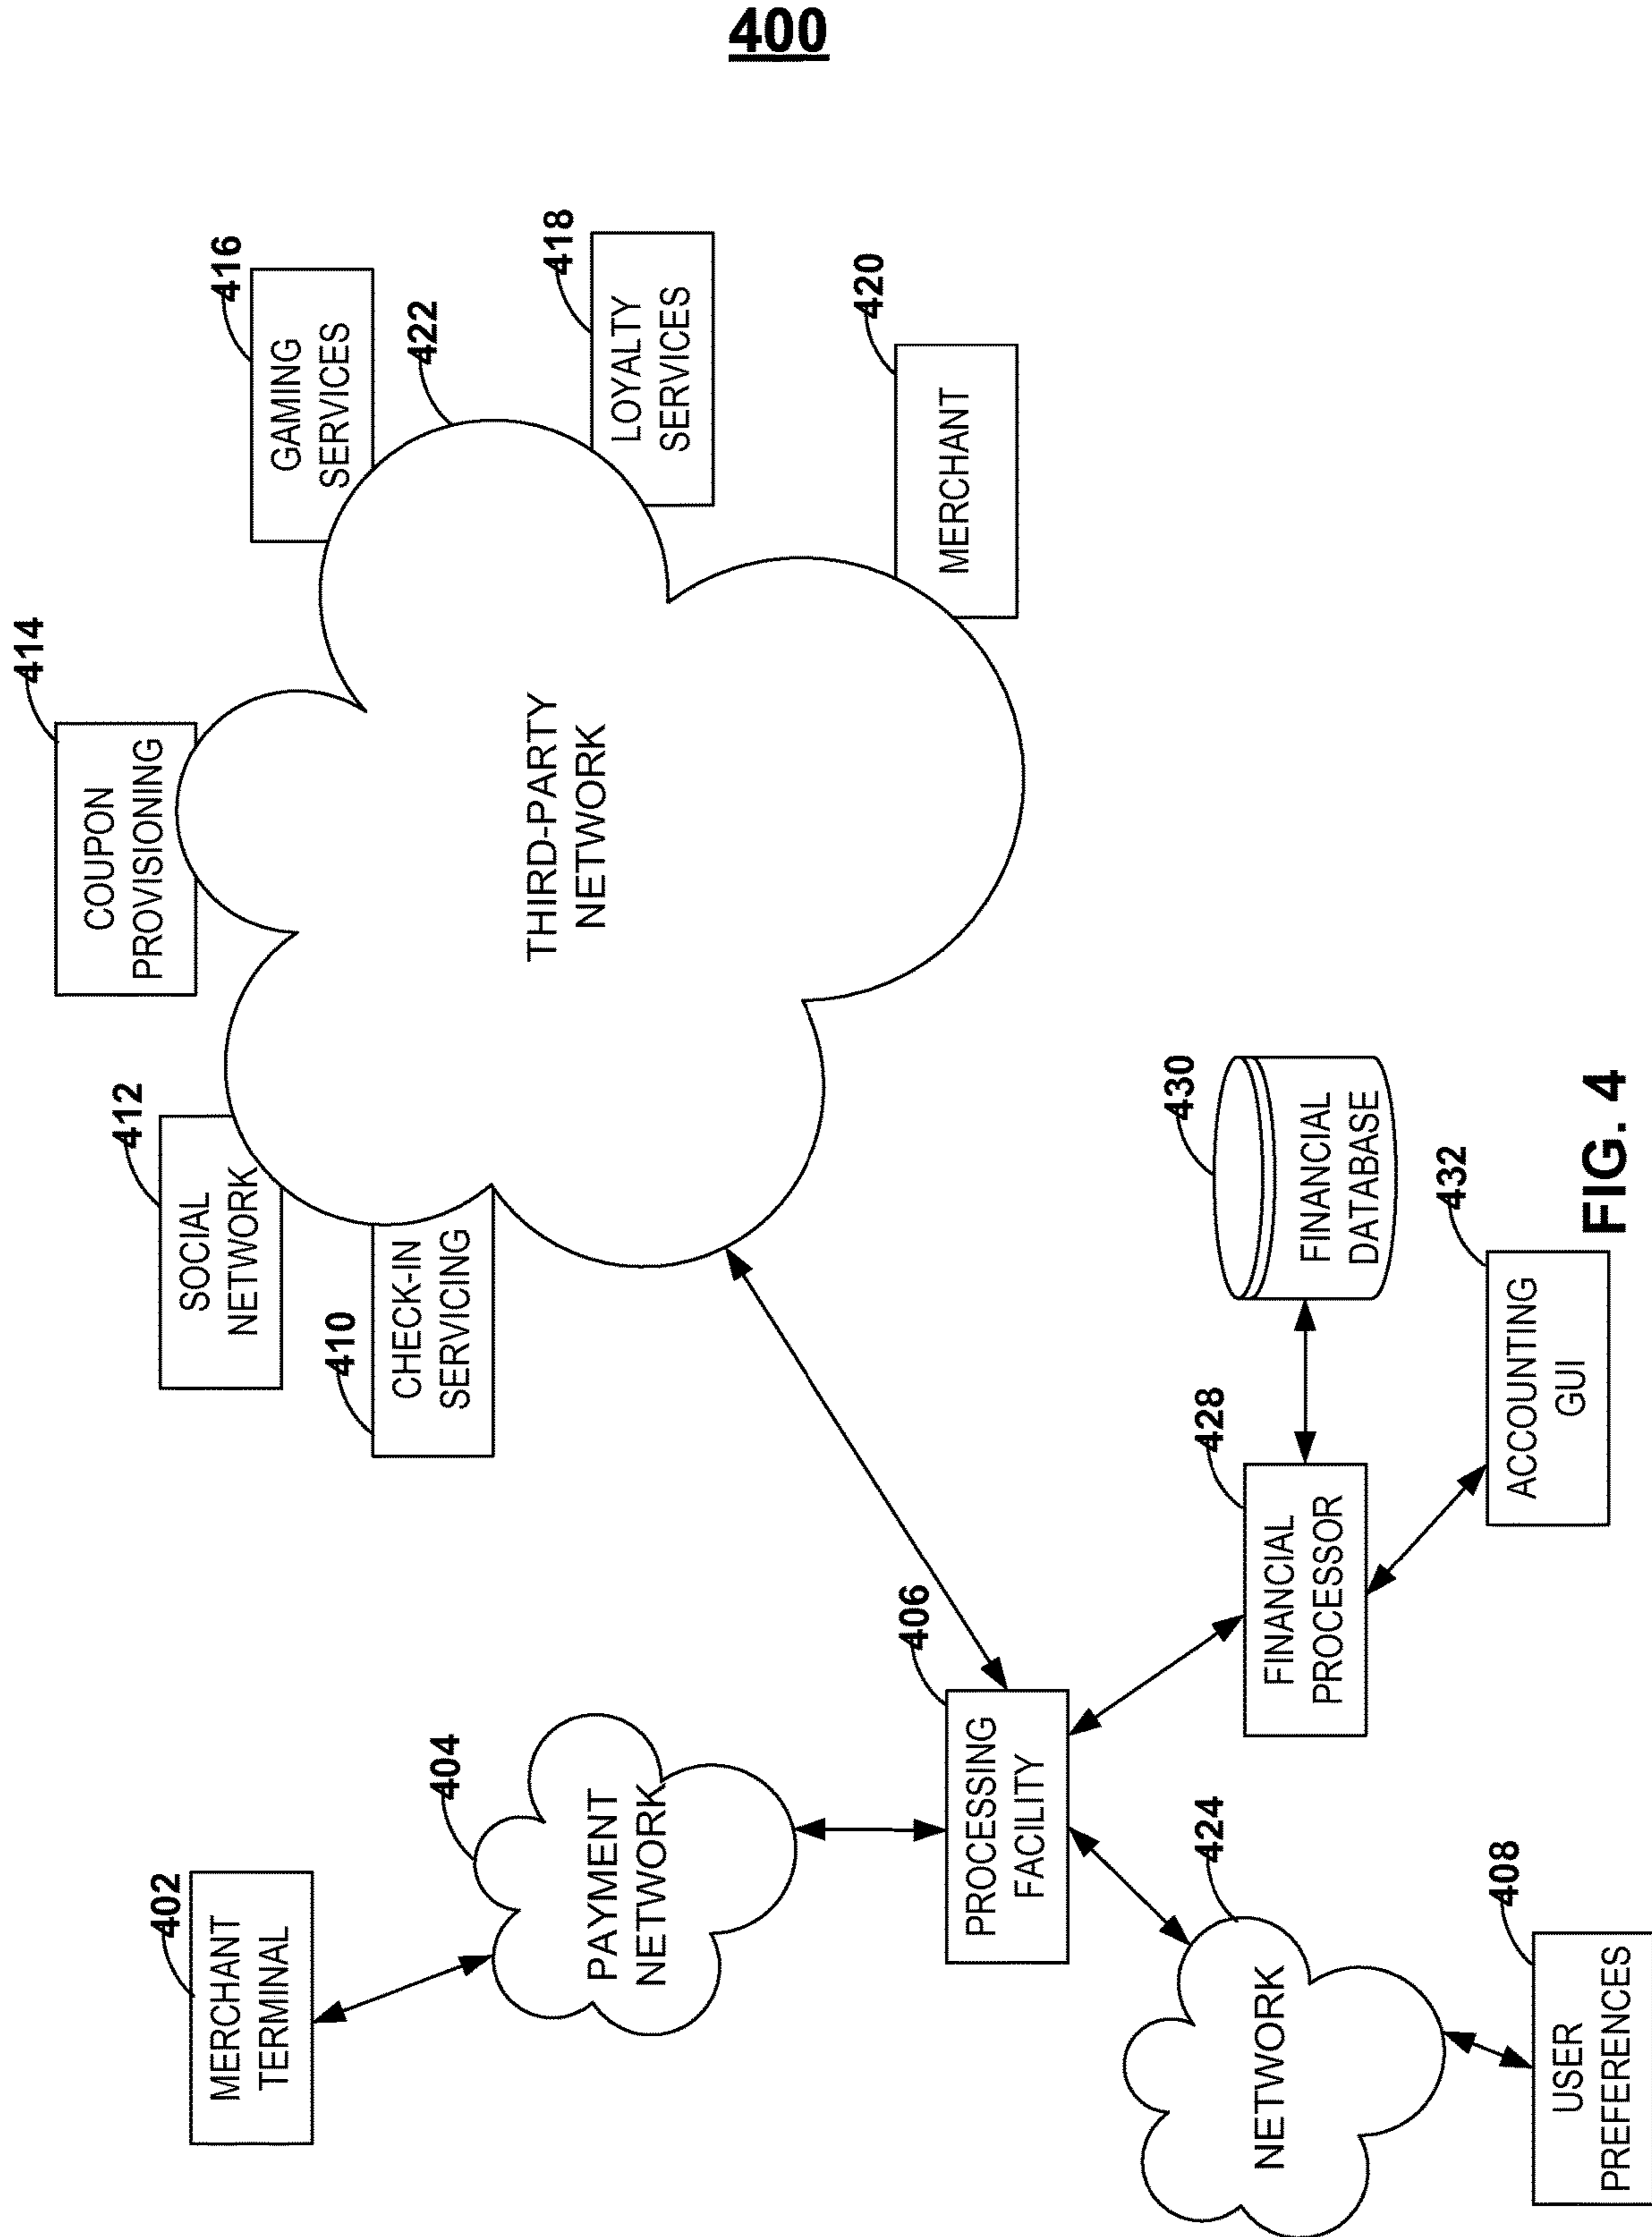 400
402
MERCHANT
TERMINAL
404
PAYMENT
NETWORK
406
PROCESSING
FACILITY
424
NETWORK
408
USER
PREFERENCES
412
SOCIAL
NETWORK
410
CHECK-IN
SERVICING
414
COUPON
PROVISIONING
416
GAMING
SERVICES
422
418
LOYALTY
SERVICES
420
MERCHANT
THIRD-PARTY
NETWORK
428
FINANCIAL
PROCESSOR
430
FINANCIAL
DATABASE
432
ACCOUNTING
GUI
FIG. 4